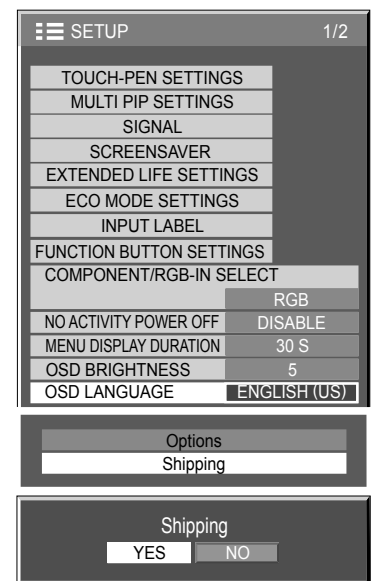 SETUP 1/2
TOUCH-PEN SETTINGS
MULTI PIP SETTINGS
SIGNAL
SCREENSAVER
EXTENDED LIFE SETTINGS
ECO MODE SETTINGS
INPUT LABEL
FUNCTION BUTTON SETTINGS
COMPONENT/RGB-IN SELECT
RGB
NO ACTIVITY POWER OFF DISABLE
MENU DISPLAY DURATION 30 S
OSD BRIGHTNESS 5
OSD LANGUAGE ENGLISH (US)
Options
Shipping
Shipping
YES NO